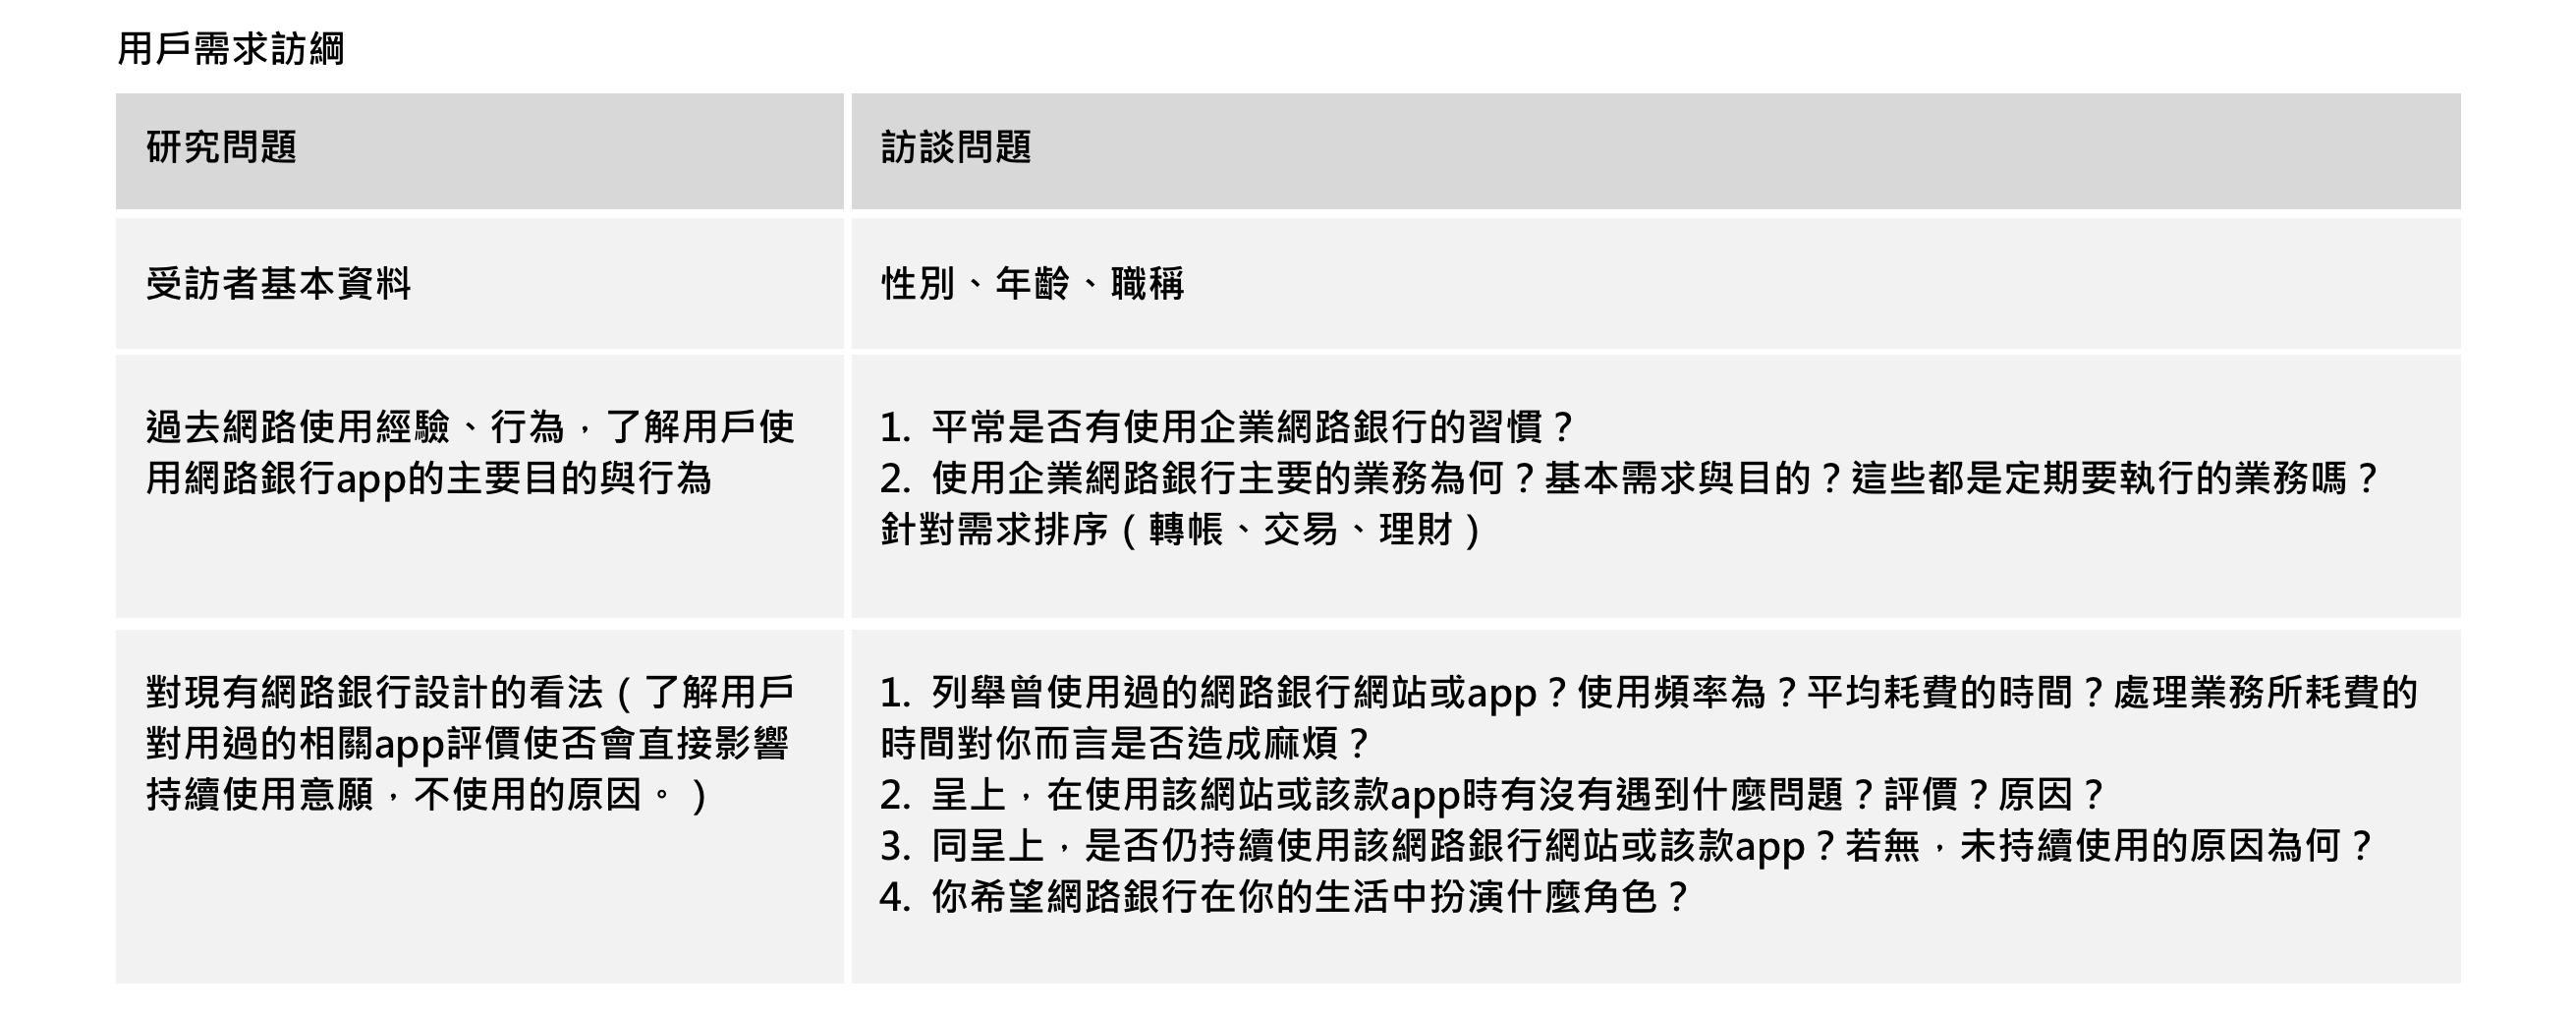 用戶需求訪綱
研究問題
訪談問題
受訪者基本資料
性別、年齡、職稱
過去網路使用經驗、行為，了解用戶使
用網路銀行app的主要目的與行為
1. 平常是否有使用企業網路銀行的習慣？
2. 使用企業網路銀行主要的業務為何？基本需求與目的？這些都是定期要執行的業務嗎？
針對需求排序（轉帳、交易、理財）
對現有網路銀行設計的看法（了解用戶
對用過的相關app評價使否會直接影響
持續使用意願，不使用的原因。）
1. 列舉曾使用過的網路銀行網站或app？使用頻率為？平均耗費的時間？處理業務所耗費的
時間對你而言是否造成麻煩？
2. 呈上，在使用該網站或該款app時有沒有遇到什麼問題？評價？原因？
3. 同呈上，是否仍持續使用該網路銀行網站或該款app？若無，未持續使用的原因為何？
4. 你希望網路銀行在你的生活中扮演什麼角色？